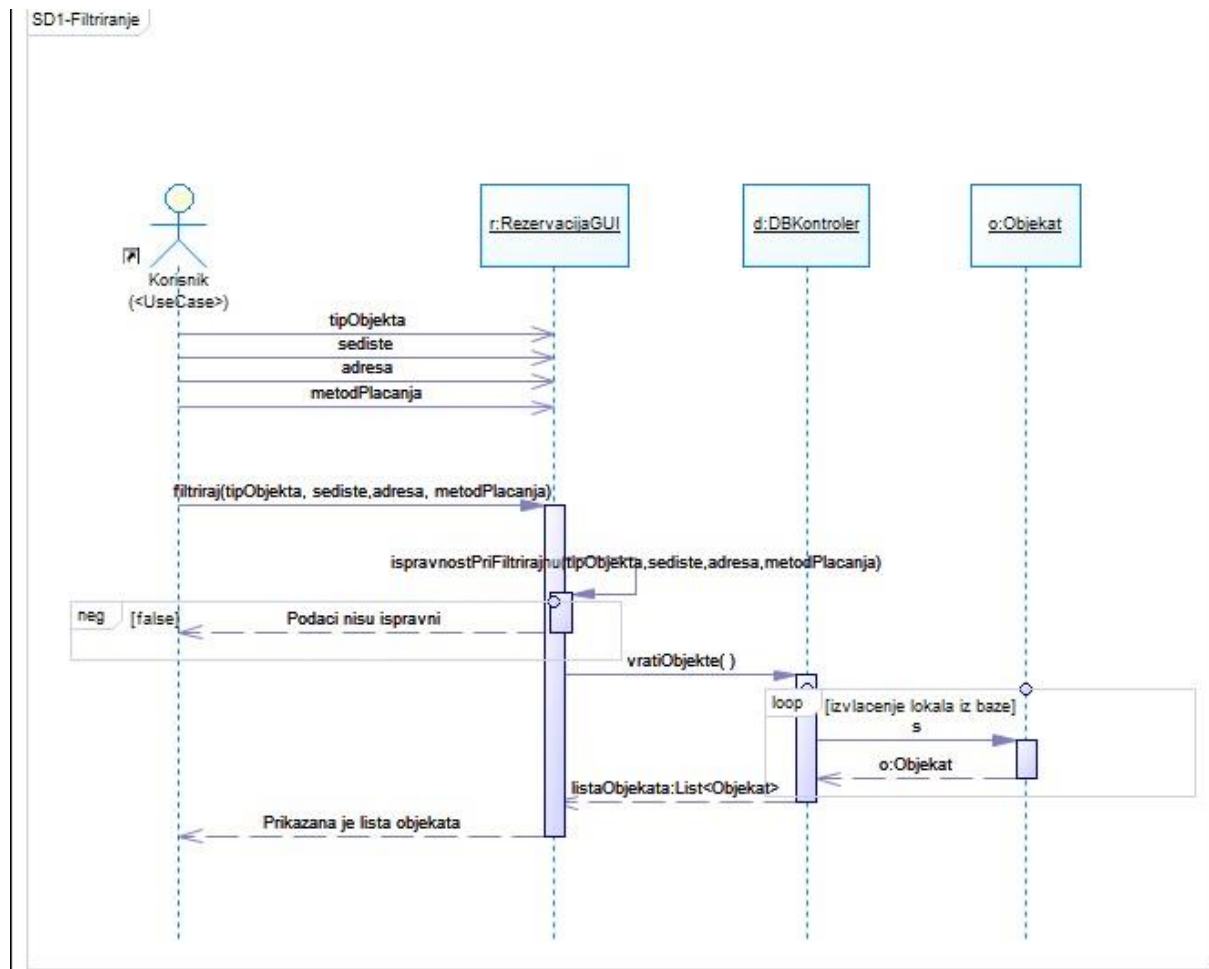 SD1-Filtriranje
r:RezervacijaGUI
d:DBKontroler
o:Objekat
Korisnik
(<UseCase>)
tipObjekta
sediste
adresa
metodPlacanja
filtriraj(tipObjekta, sediste,adresa, metodPlacanja)
ispravnostPriFiltrirajnu(tipObjekta,sediste,adresa,metodPlacanja)
neg [false] Podaci nisu ispravni
vratiObjekte( )
loop [izvlacenje lokala iz baze]
s
o:Objekat
listaObjekata:List<Objekat>
Prikazana je lista objekata